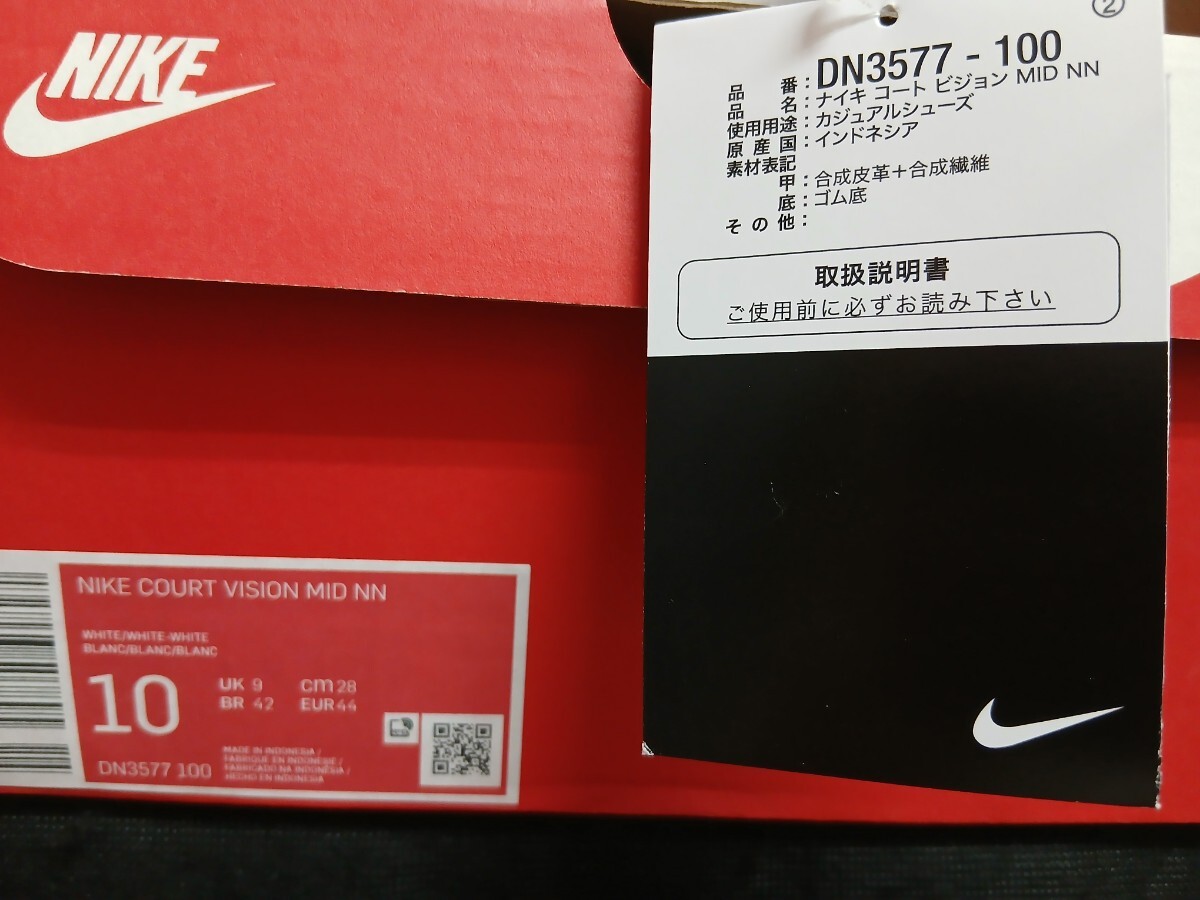 NIKE
②
品番：DN3577 - 100
品名：ナイキ コート ビジョン MID NN
使用用途：カジュアルシューズ
原産国：インドネシア
素材表記
甲：合成皮革＋合成繊維
底：ゴム底
その他：
取扱説明書
ご使用前に必ずお読み下さい
NIKE COURT VISION MID NN
WHITE/WHITE-WHITE
BLANC/BLANC/BLANC
10
UK 9 cm 28
BR 42 EUR 44
DN3577 100
MADE IN INDONESIA /
FABRIQUE EN INDONESIE /
FABRICADO NA INDONÉSIA /
HECHO EN INDONESIA